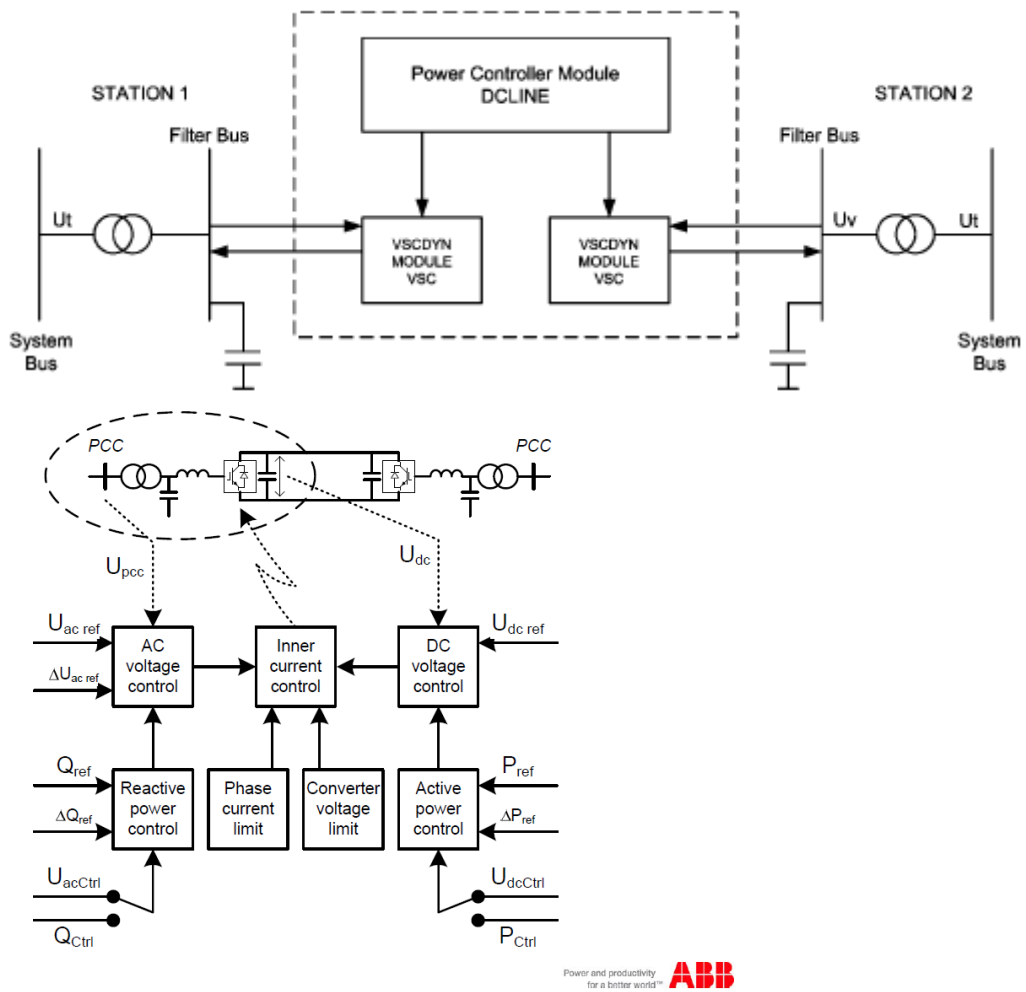 Power Controller Module
DCLINE
STATION 1
STATION 2
Filter Bus
Filter Bus
Ut
Uv
Ut
VSCDYN
MODULE
VSC
VSCDYN
MODULE
VSC
System
Bus
System
Bus
PCC
PCC
Upcc
Udc
Uac ref
ΔUac ref
AC
voltage
control
Inner
current
control
DC
voltage
control
Udc ref
Qref
ΔQref
Reactive
power
control
Phase
current
limit
Converter
voltage
limit
Active
power
control
Pref
ΔPref
UacCtrl
QCtrl
UdcCtrl
PCtrl
Power and productivity
for a better world™
ABB